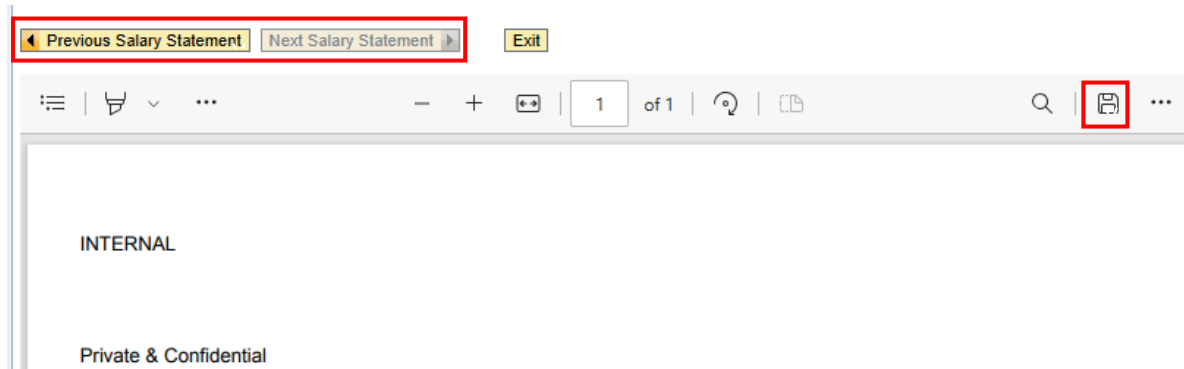 Previous Salary Statement Next Salary Statement Exit
1 of 1
INTERNAL
Private & Confidential